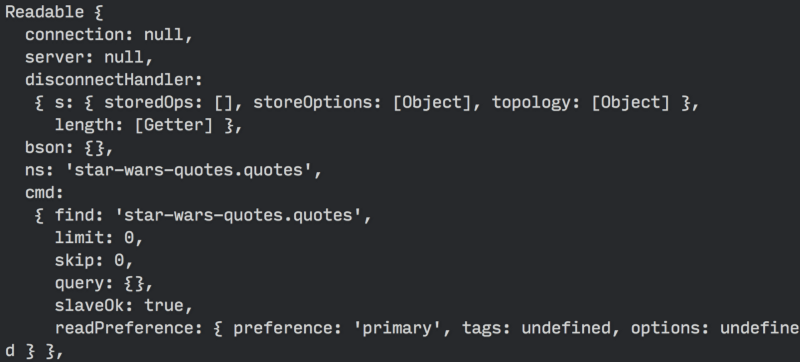 Readable {
  connection: null,
  server: null,
  disconnectHandler:
   { s: { storedOps: [], storeOptions: [Object], topology: [Object] },
     length: [Getter] },
  bson: {},
  ns: 'star-wars-quotes.quotes',
  cmd:
   { find: 'star-wars-quotes.quotes',
     limit: 0,
     skip: 0,
     query: {},
     slaveOk: true,
     readPreference: { preference: 'primary', tags: undefined, options: undefine
d } },